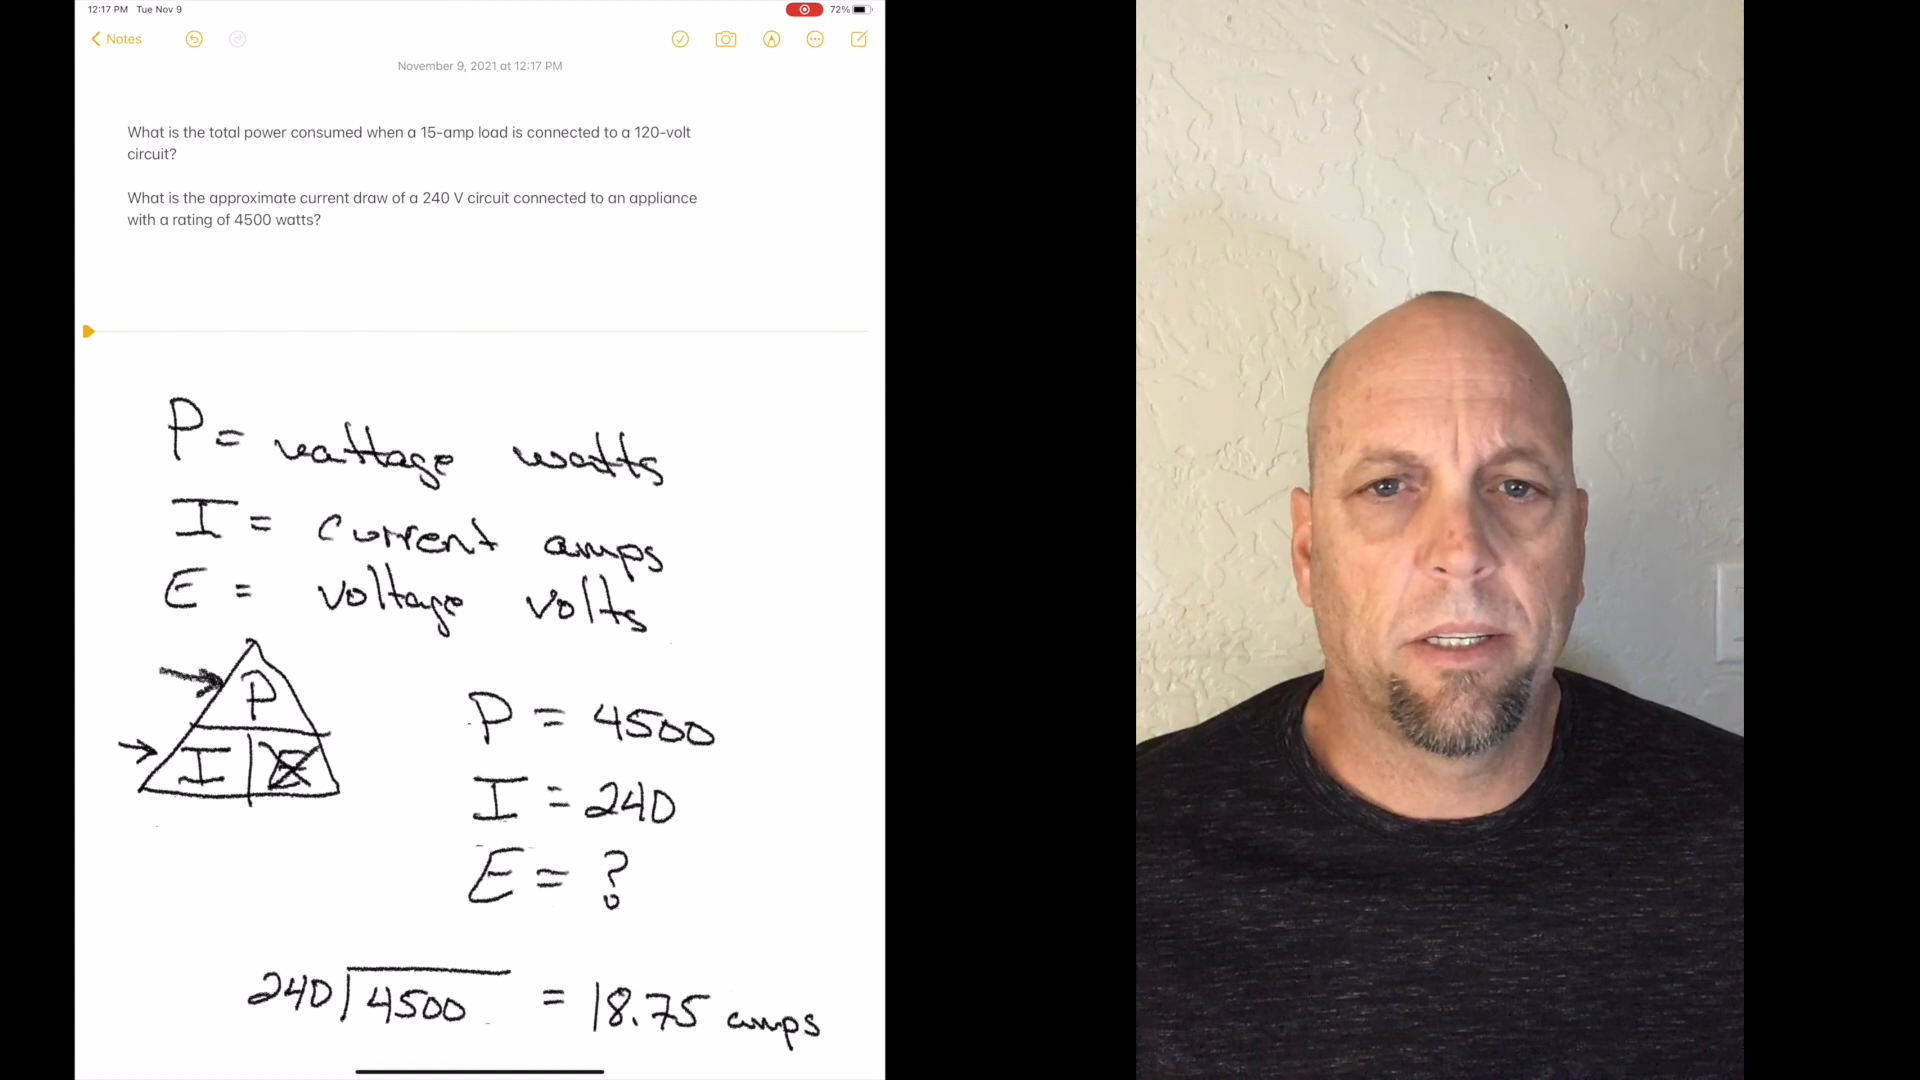 12:17 PM Tue Nov 9
72%
Notes
November 9, 2021 at 12:17 PM
What is the total power consumed when a 15-amp load is connected to a 120-volt
circuit?
What is the approximate current draw of a 240 V circuit connected to an appliance
with a rating of 4500 watts?
P = wattage watts
I = current amps
E = voltage volts
P
I E
P = 4500
I = 240
E = ?
240 4500 = 18.75 amps